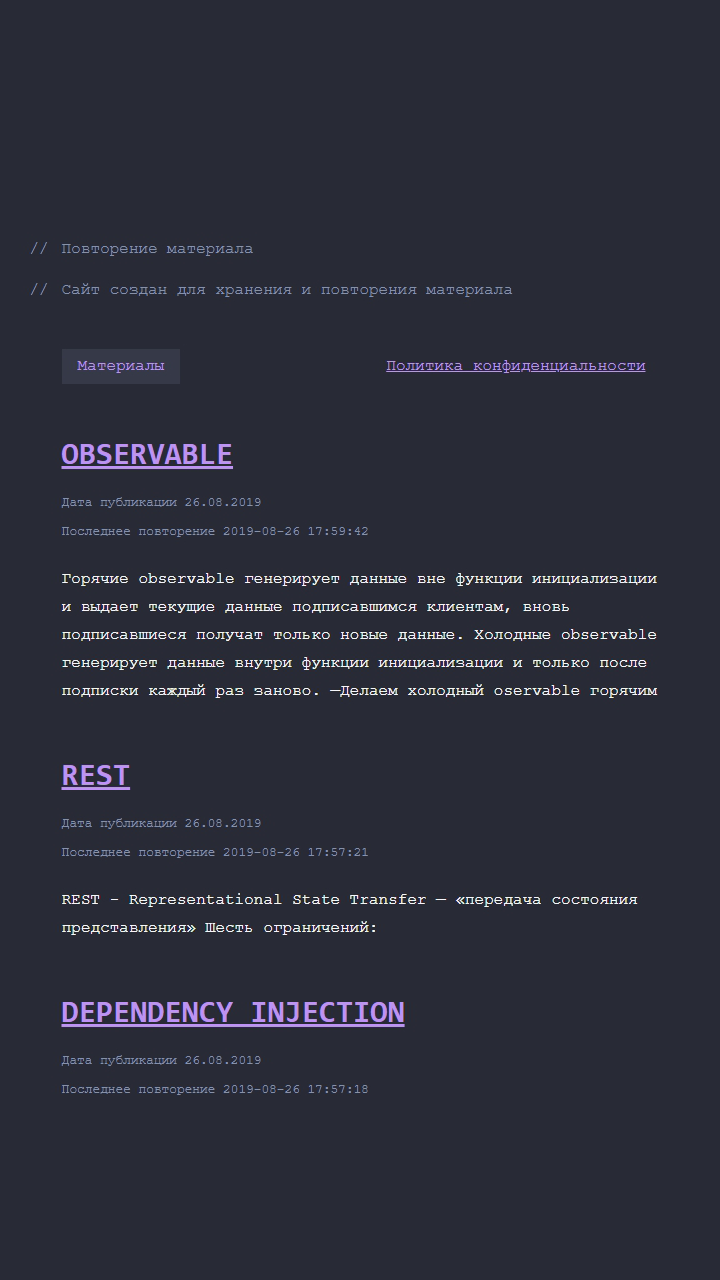 // Повторение материала
// Сайт создан для хранения и повторения материала
Материалы Политика конфиденциальности
OBSERVABLE
Дата публикации 26.08.2019
Последнее повторение 2019-08-26 17:59:42
Горячие observable генерирует данные вне функции инициализации
и выдает текущие данные подписавшимся клиентам, вновь
подписавшиеся получат только новые данные. Холодные observable
генерирует данные внутри функции инициализации и только после
подписки каждый раз заново. —Делаем холодный oservable горячим
REST
Дата публикации 26.08.2019
Последнее повторение 2019-08-26 17:57:21
REST - Representational State Transfer — «передача состояния
представления» Шесть ограничений:
DEPENDENCY INJECTION
Дата публикации 26.08.2019
Последнее повторение 2019-08-26 17:57:18